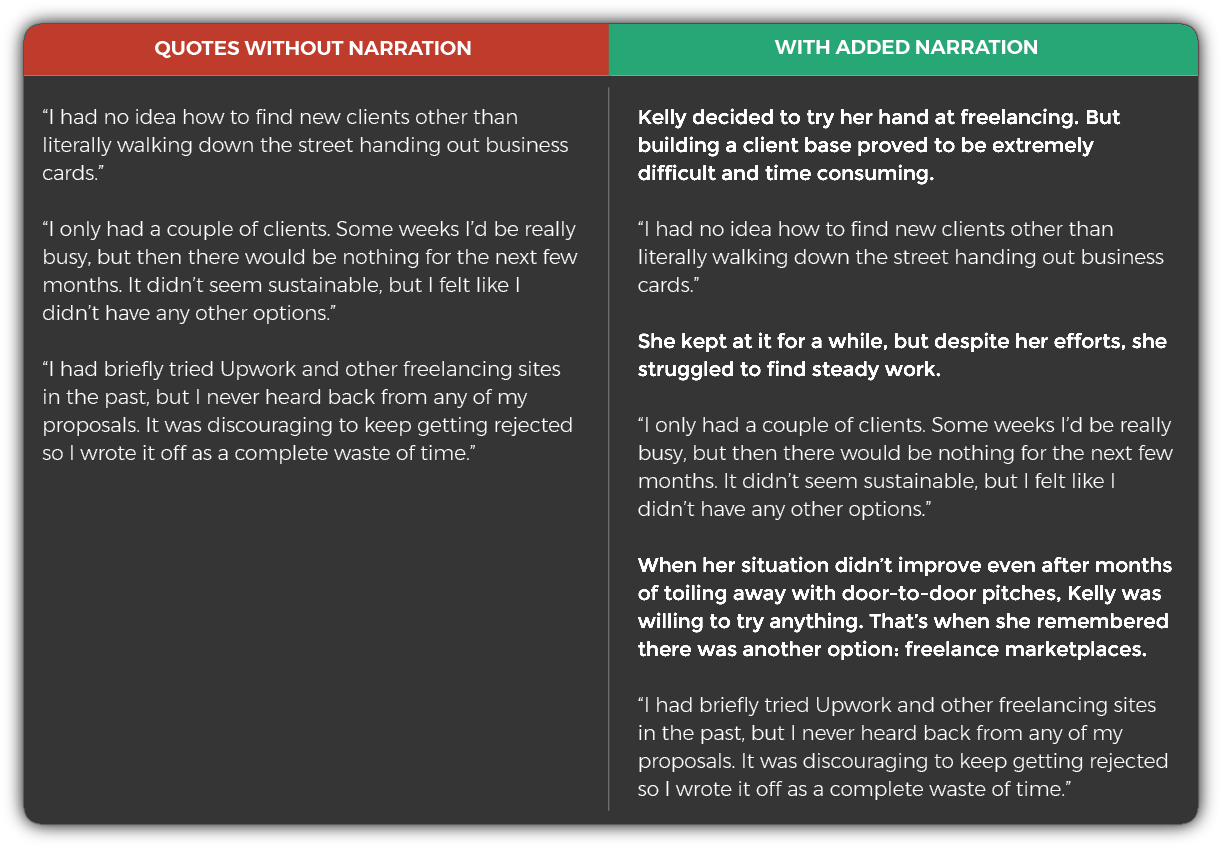 QUOTES WITHOUT NARRATION
“I had no idea how to find new clients other than
literally walking down the street handing out business
cards.”
“I only had a couple of clients. Some weeks I’d be really
busy, but then there would be nothing for the next few
months. It didn’t seem sustainable, but I felt like I
didn’t have any other options.”
“I had briefly tried Upwork and other freelancing sites
in the past, but I never heard back from any of my
proposals. It was discouraging to keep getting rejected
so I wrote it off as a complete waste of time.”
WITH ADDED NARRATION
Kelly decided to try her hand at freelancing. But
building a client base proved to be extremely
difficult and time consuming.
“I had no idea how to find new clients other than
literally walking down the street handing out business
cards.”
She kept at it for a while, but despite her efforts, she
struggled to find steady work.
“I only had a couple of clients. Some weeks I’d be really
busy, but then there would be nothing for the next few
months. It didn’t seem sustainable, but I felt like I
didn’t have any other options.”
When her situation didn’t improve even after months
of toiling away with door-to-door pitches, Kelly was
willing to try anything. That’s when she remembered
there was another option: freelance marketplaces.
“I had briefly tried Upwork and other freelancing sites
in the past, but I never heard back from any of my
proposals. It was discouraging to keep getting rejected
so I wrote it off as a complete waste of time.”